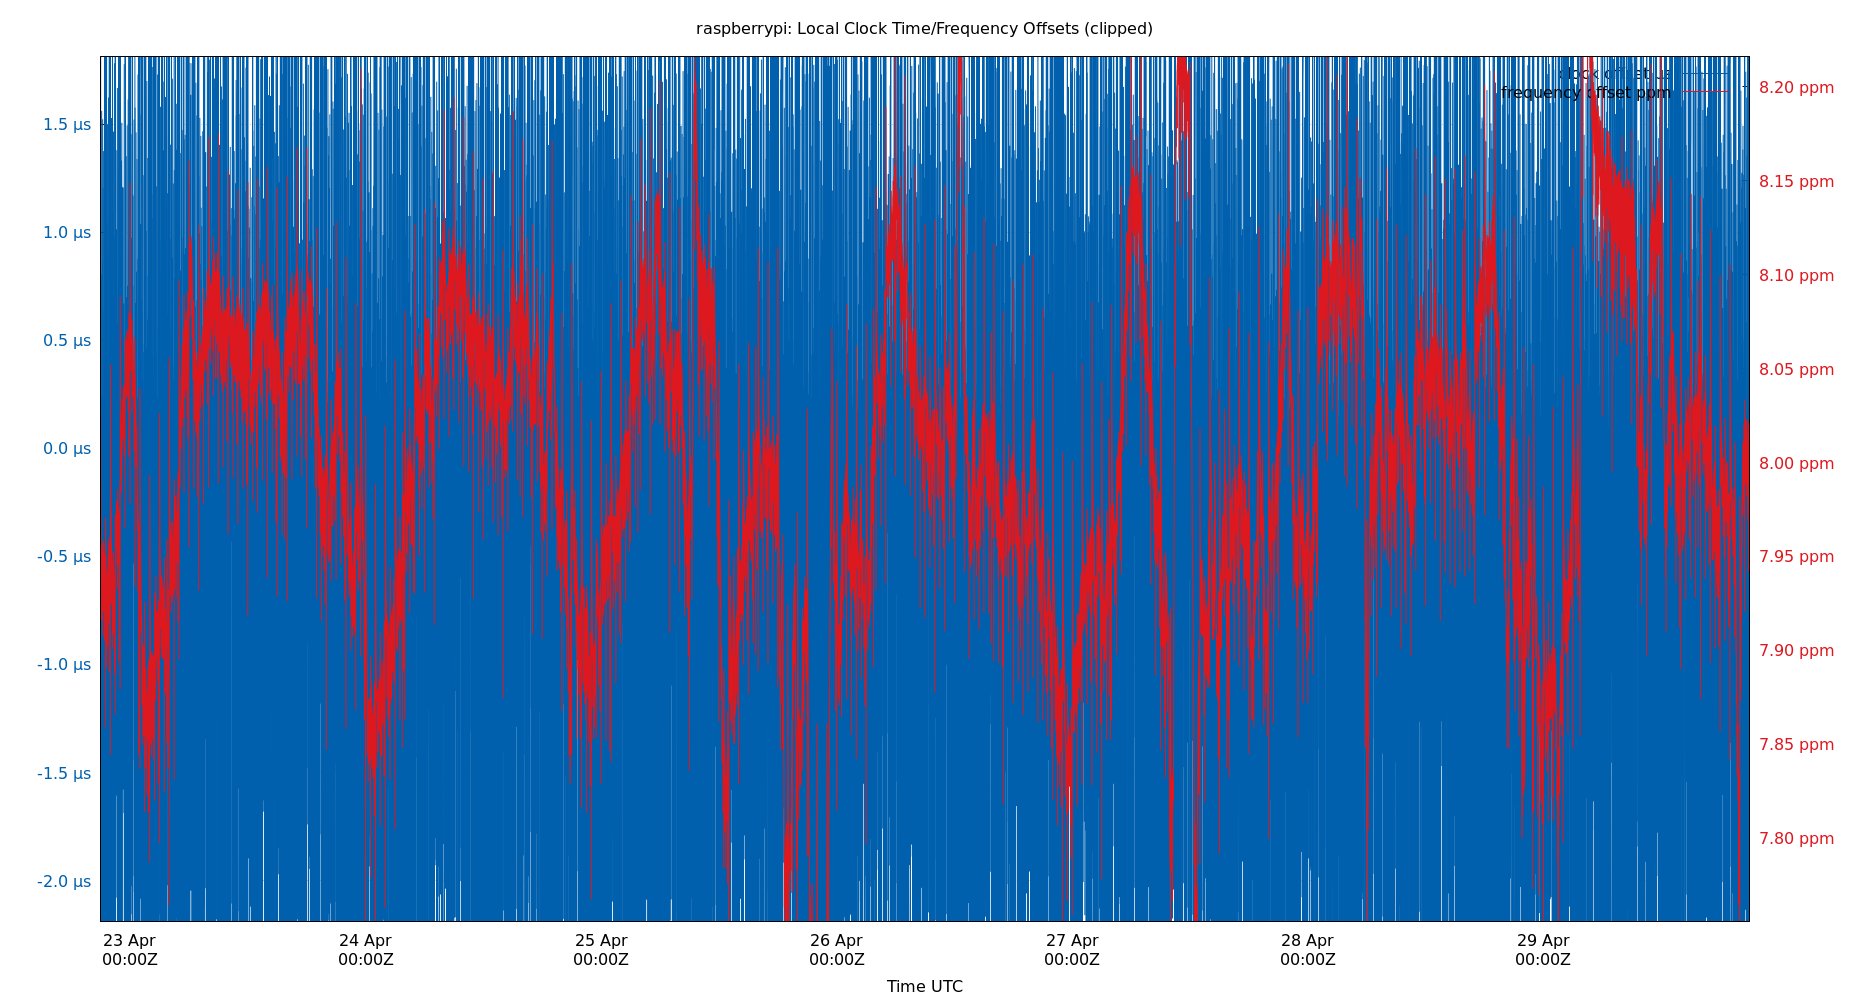 raspberrypi: Local Clock Time/Frequency Offsets (clipped)
clock offset us
frequency offset ppm
1.5 µs
1.0 µs
0.5 µs
0.0 µs
-0.5 µs
-1.0 µs
-1.5 µs
-2.0 µs
8.20 ppm
8.15 ppm
8.10 ppm
8.05 ppm
8.00 ppm
7.95 ppm
7.90 ppm
7.85 ppm
7.80 ppm
23 Apr 24 Apr 25 Apr 26 Apr 27 Apr 28 Apr 29 Apr
00:00Z 00:00Z 00:00Z 00:00Z 00:00Z 00:00Z 00:00Z
Time UTC